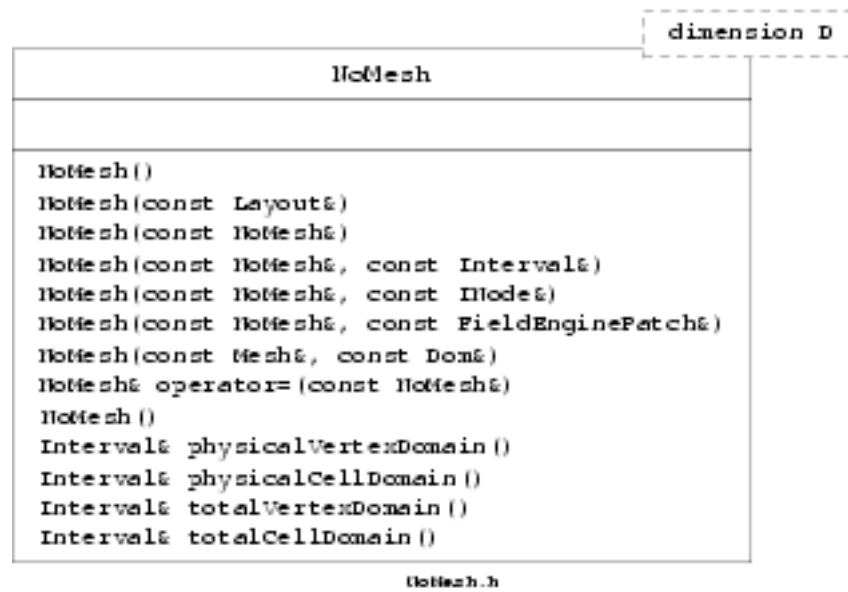 dimension D
NoMesh
NoMesh()
NoMesh(const Layout&)
NoMesh(const NoMesh&)
NoMesh(const NoMesh&, const Interval&)
NoMesh(const NoMesh&, const INode&)
NoMesh(const NoMesh&, const FieldEnginePatch&)
NoMesh(const Mesh&, const Dom&)
NoMesh& operator=(const NoMesh&)
NoMesh()
Interval& physicalVertexDomain()
Interval& physicalCellDomain()
Interval& totalVertexDomain()
Interval& totalCellDomain()
NoMesh.h